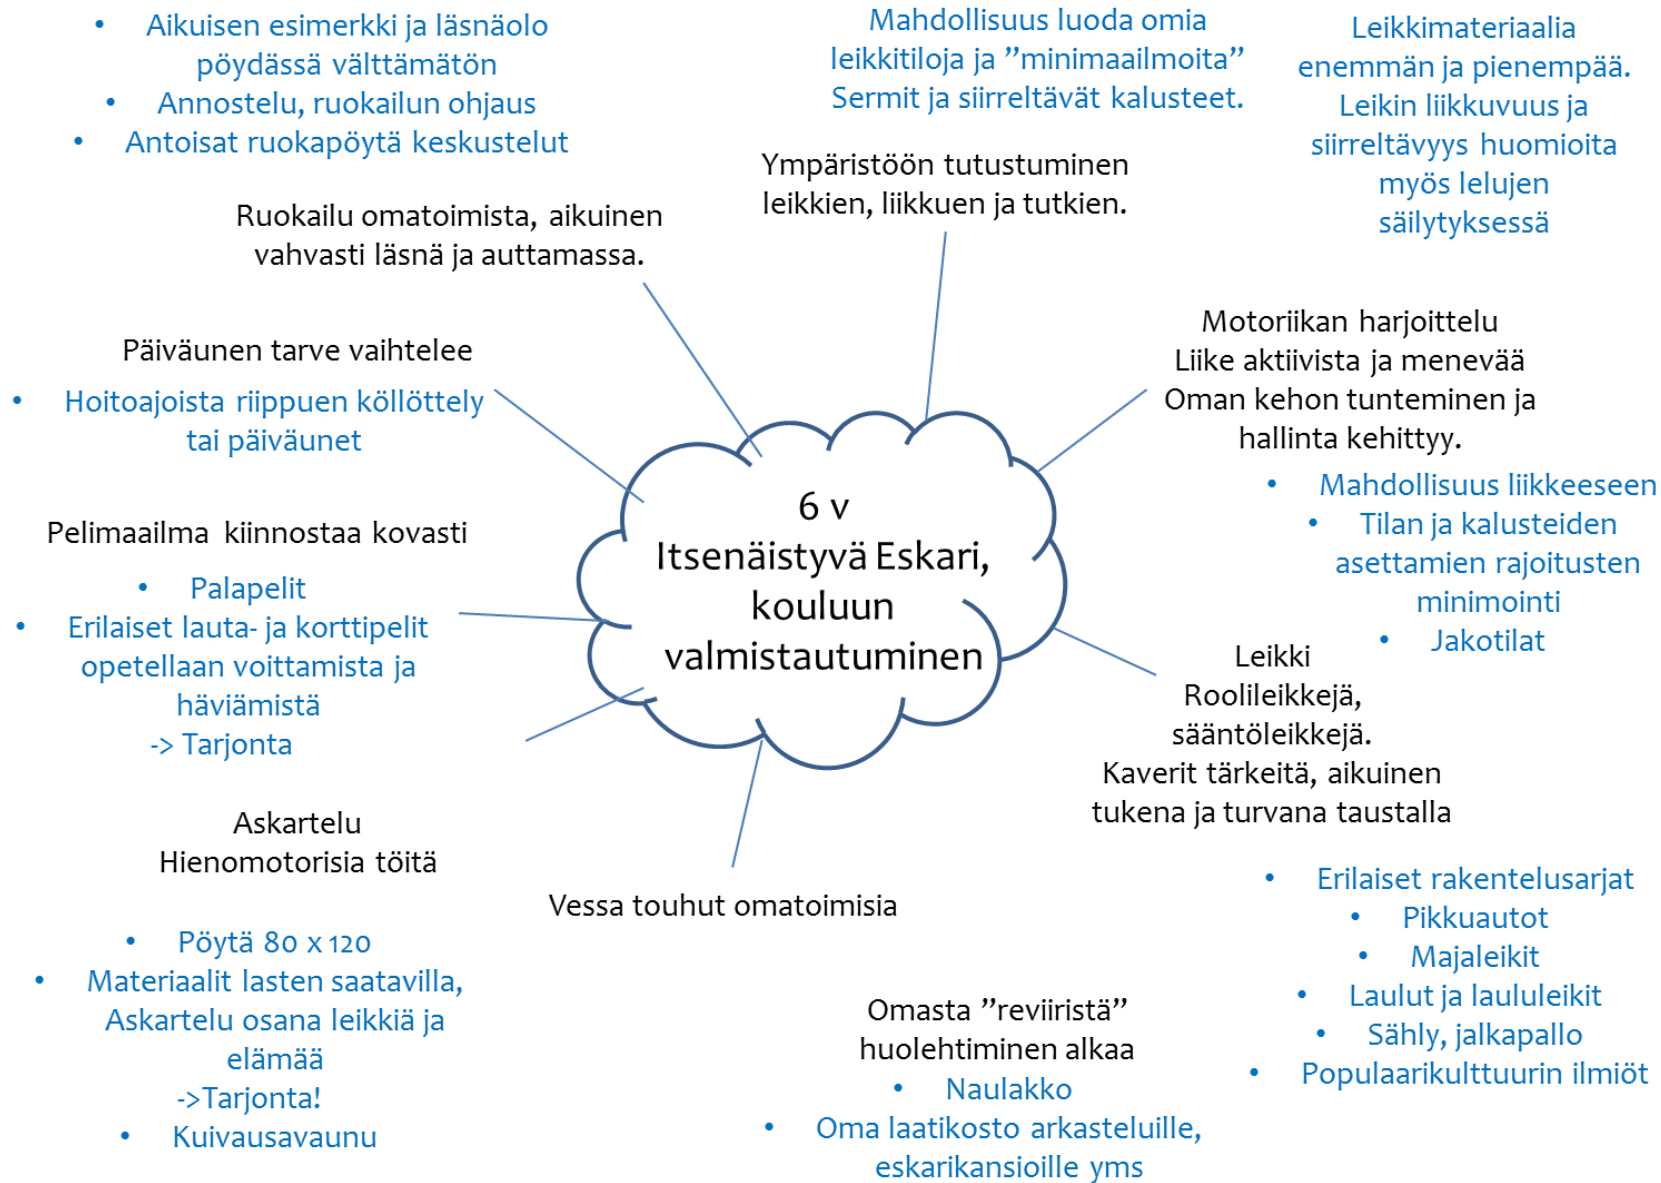 • Aikuisen esimerkki ja läsnäolo
pöydässä välttämätön
• Annostelu, ruokailun ohjaus
• Antoisat ruokapöytä keskustelut
Mahdollisuus luoda omia
leikkitiloja ja ”minimaailmoita”
Sermit ja siirreltävät kalusteet.
Leikkimateriaalia
enemmän ja pienempää.
Leikin liikkuvuus ja
siirreltävyys huomioita
myös lelujen
säilytyksessä
Ruokailu omatoimista, aikuinen
vahvasti läsnä ja auttamassa.
Ympäristöön tutustuminen
leikkien, liikkuen ja tutkien.
Päiväunen tarve vaihtelee
• Hoitoajoista riippuen köllöttely
tai päiväunet
Motoriikan harjoittelu
Liike aktiivista ja menevää
Oman kehon tunteminen ja
hallinta kehittyy.
• Mahdollisuus liikkeeseen
• Tilan ja kalusteiden
asettamien rajoitusten
minimointi
• Jakotilat
6 v
Itsenäistyvä Eskari,
kouluun
valmistautuminen
Pelimaailma kiinnostaa kovasti
• Palapelit
• Erilaiset lauta- ja korttipelit
opetellaan voittamista ja
häviämistä
-> Tarjonta
Leikki
Roolileikkejä,
sääntöleikkejä.
Kaverit tärkeitä, aikuinen
tukena ja turvana taustalla
• Erilaiset rakentelusarjat
• Pikkuautot
• Majaleikit
• Laulut ja laululeikit
• Sähly, jalkapallo
• Populaarikulttuurin ilmiöt
Askartelu
Hienomotorisia töitä
• Pöytä 80 x 120
• Materiaalit lasten saatavilla,
Askartelu osana leikkiä ja
elämää
->Tarjonta!
• Kuivausavaunu
Vessa touhut omatoimisia
Omasta ”reviiristä”
huolehtiminen alkaa
• Naulakko
• Oma laatikosto arkasteluille,
eskarikansioille yms